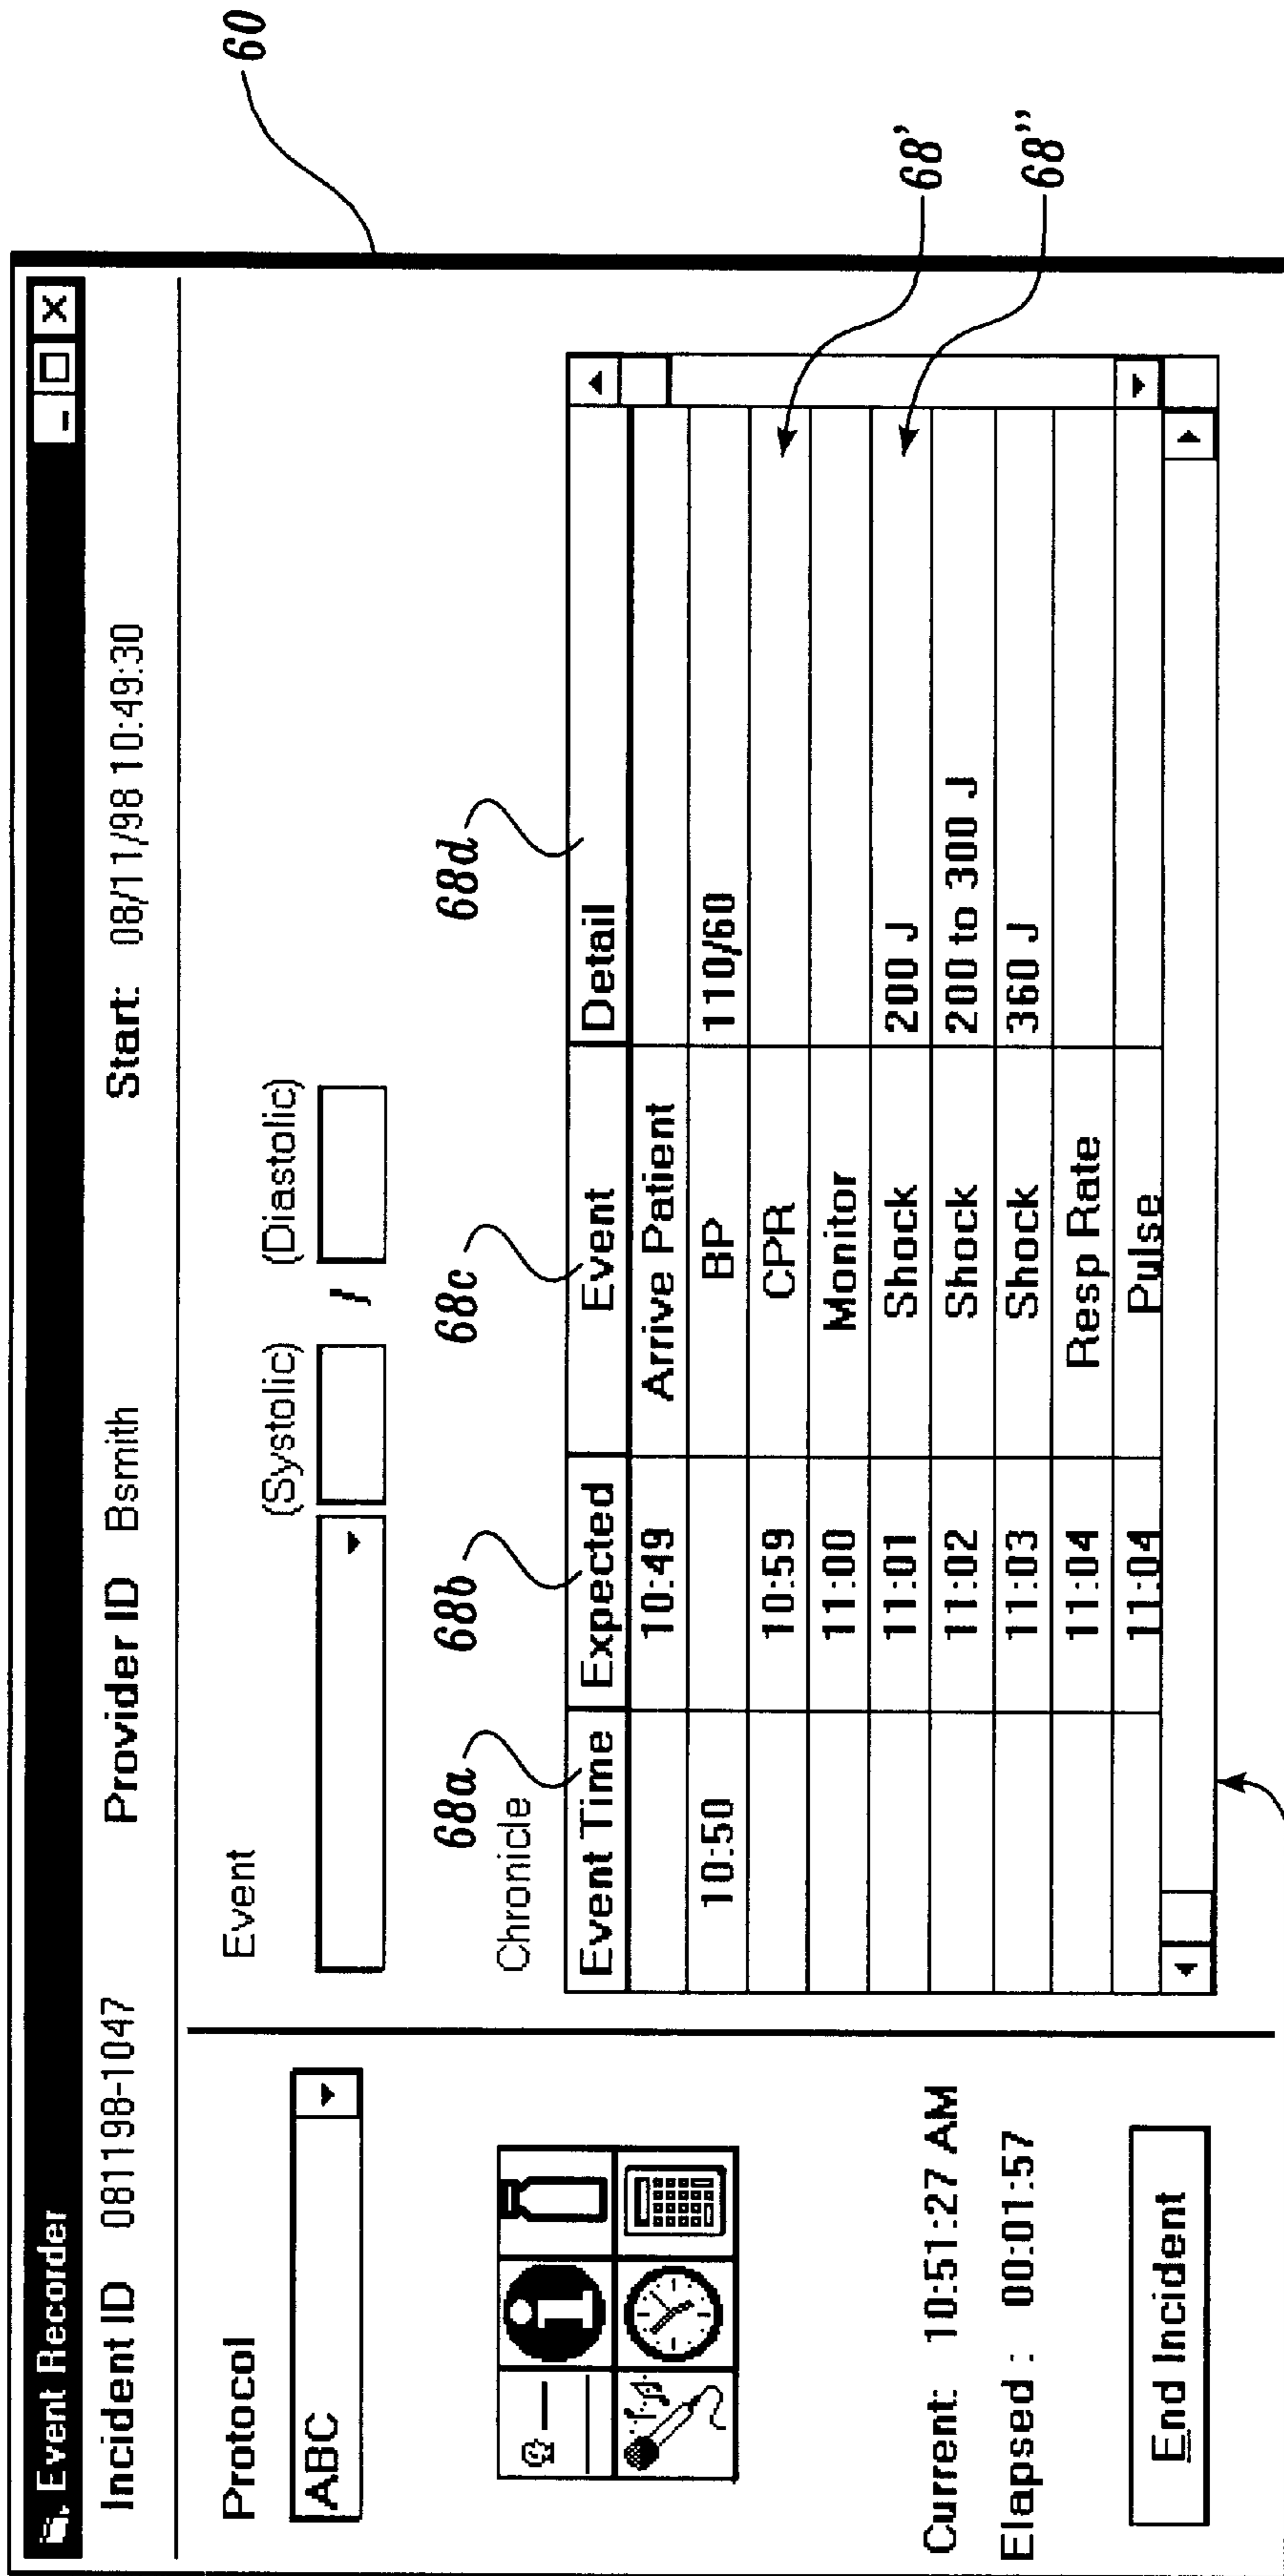 Event Recorder
Incident ID 081198-1047 Provider ID Bsmith Start: 08/11/98 10:49:30
60
Protocol
ABC
Event
(Systolic) / (Diastolic)
68a 68b 68c 68d
Chronicle
Event Time Expected Event Detail
10:49 Arrive Patient
10:50 BP 110/60
10:59 CPR
68'
11:00 Monitor
11:01 Shock 200 J
68''
11:02 Shock 200 to 300 J
11:03 Shock 360 J
11:04 Resp Rate
11:04 Pulse
Current: 10:51:27 AM
Elapsed : 00:01:57
End Incident